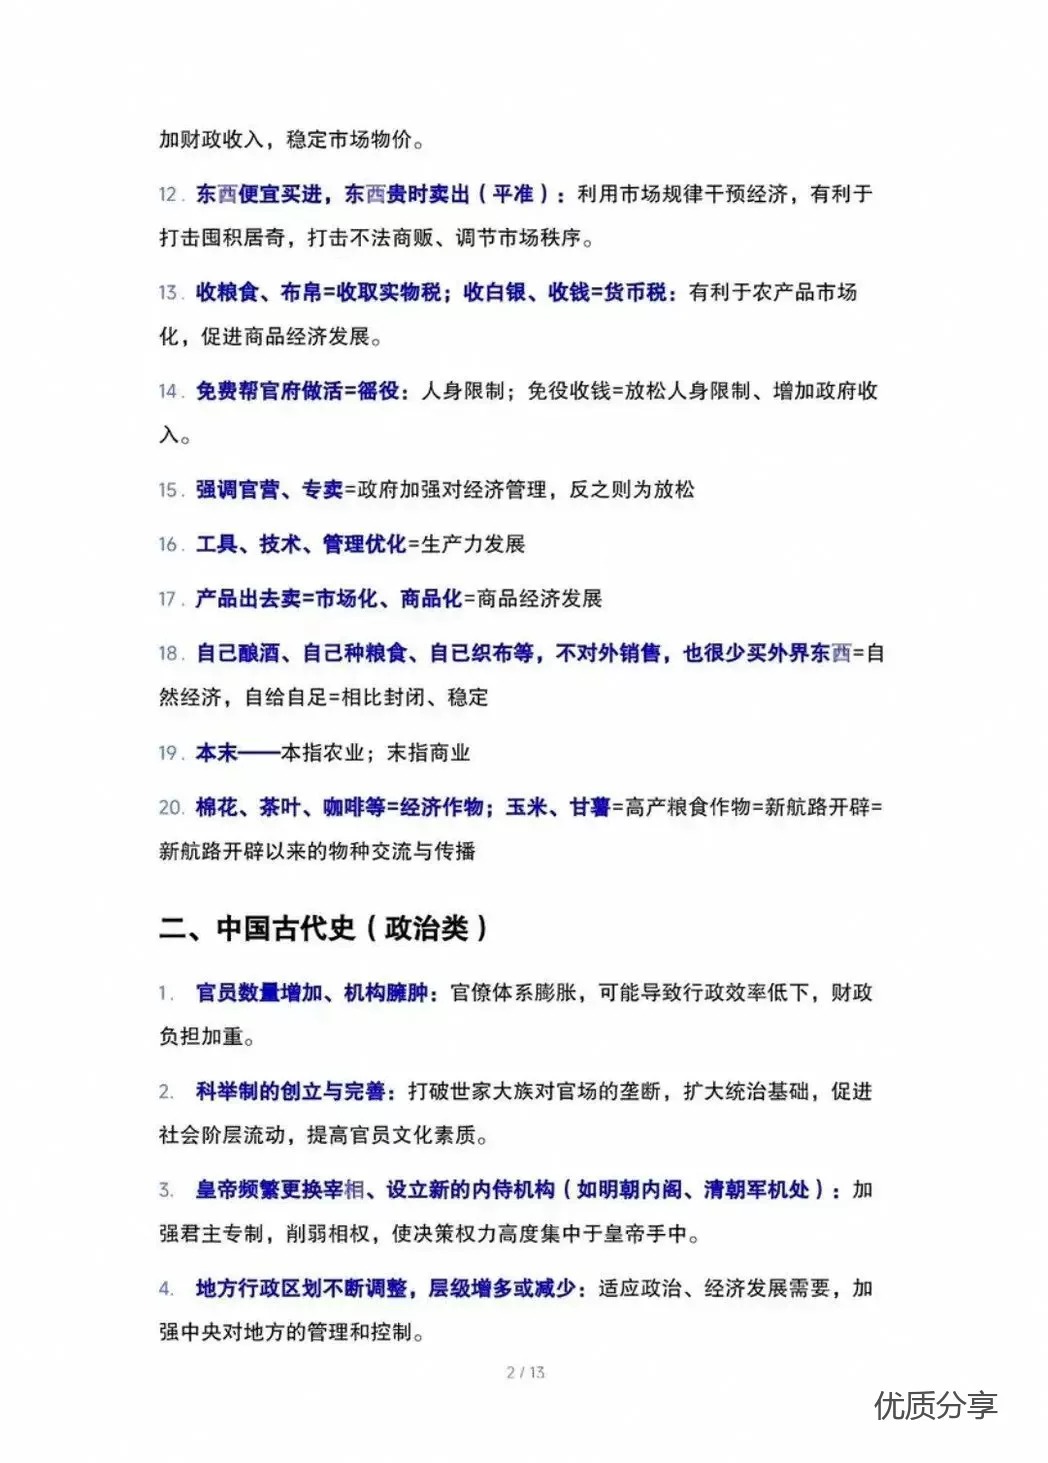 加财政收入，稳定市场物价。
12. 东西便宜买进，东西贵时卖出（平准）：利用市场规律干预经济，有利于
打击囤积居奇，打击不法商贩、调节市场秩序。
13. 收粮食、布帛=收取实物税；收白银、收钱=货币税：有利于农产品市场
化，促进商品经济发展。
14. 免费帮官府做活=徭役：人身限制；免役收钱=放松人身限制、增加政府收
入。
15. 强调官营、专卖=政府加强对经济管理，反之则为放松
16. 工具、技术、管理优化=生产力发展
17. 产品出去卖=市场化、商品化=商品经济发展
18. 自己酿酒、自己种粮食、自已织布等，不对外销售，也很少买外界东西=自
然经济，自给自足=相比封闭、稳定
19. 本末——本指农业；末指商业
20. 棉花、茶叶、咖啡等=经济作物；玉米、甘薯=高产粮食作物=新航路开辟=
新航路开辟以来的物种交流与传播
二、中国古代史（政治类）
1. 官员数量增加、机构臃肿：官僚体系膨胀，可能导致行政效率低下，财政
负担加重。
2. 科举制的创立与完善：打破世家大族对官场的垄断，扩大统治基础，促进
社会阶层流动，提高官员文化素质。
3. 皇帝频繁更换宰相、设立新的内侍机构（如明朝内阁、清朝军机处）：加
强君主专制，削弱相权，使决策权力高度集中于皇帝手中。
4. 地方行政区划不断调整，层级增多或减少：适应政治、经济发展需要，加
强中央对地方的管理和控制。
2 / 13
优质分享